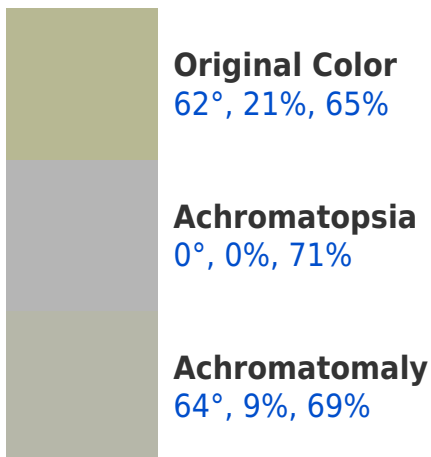 Original Color
62°, 21%, 65%
Achromatopsia
0°, 0%, 71%
Achromatomaly
64°, 9%, 69%